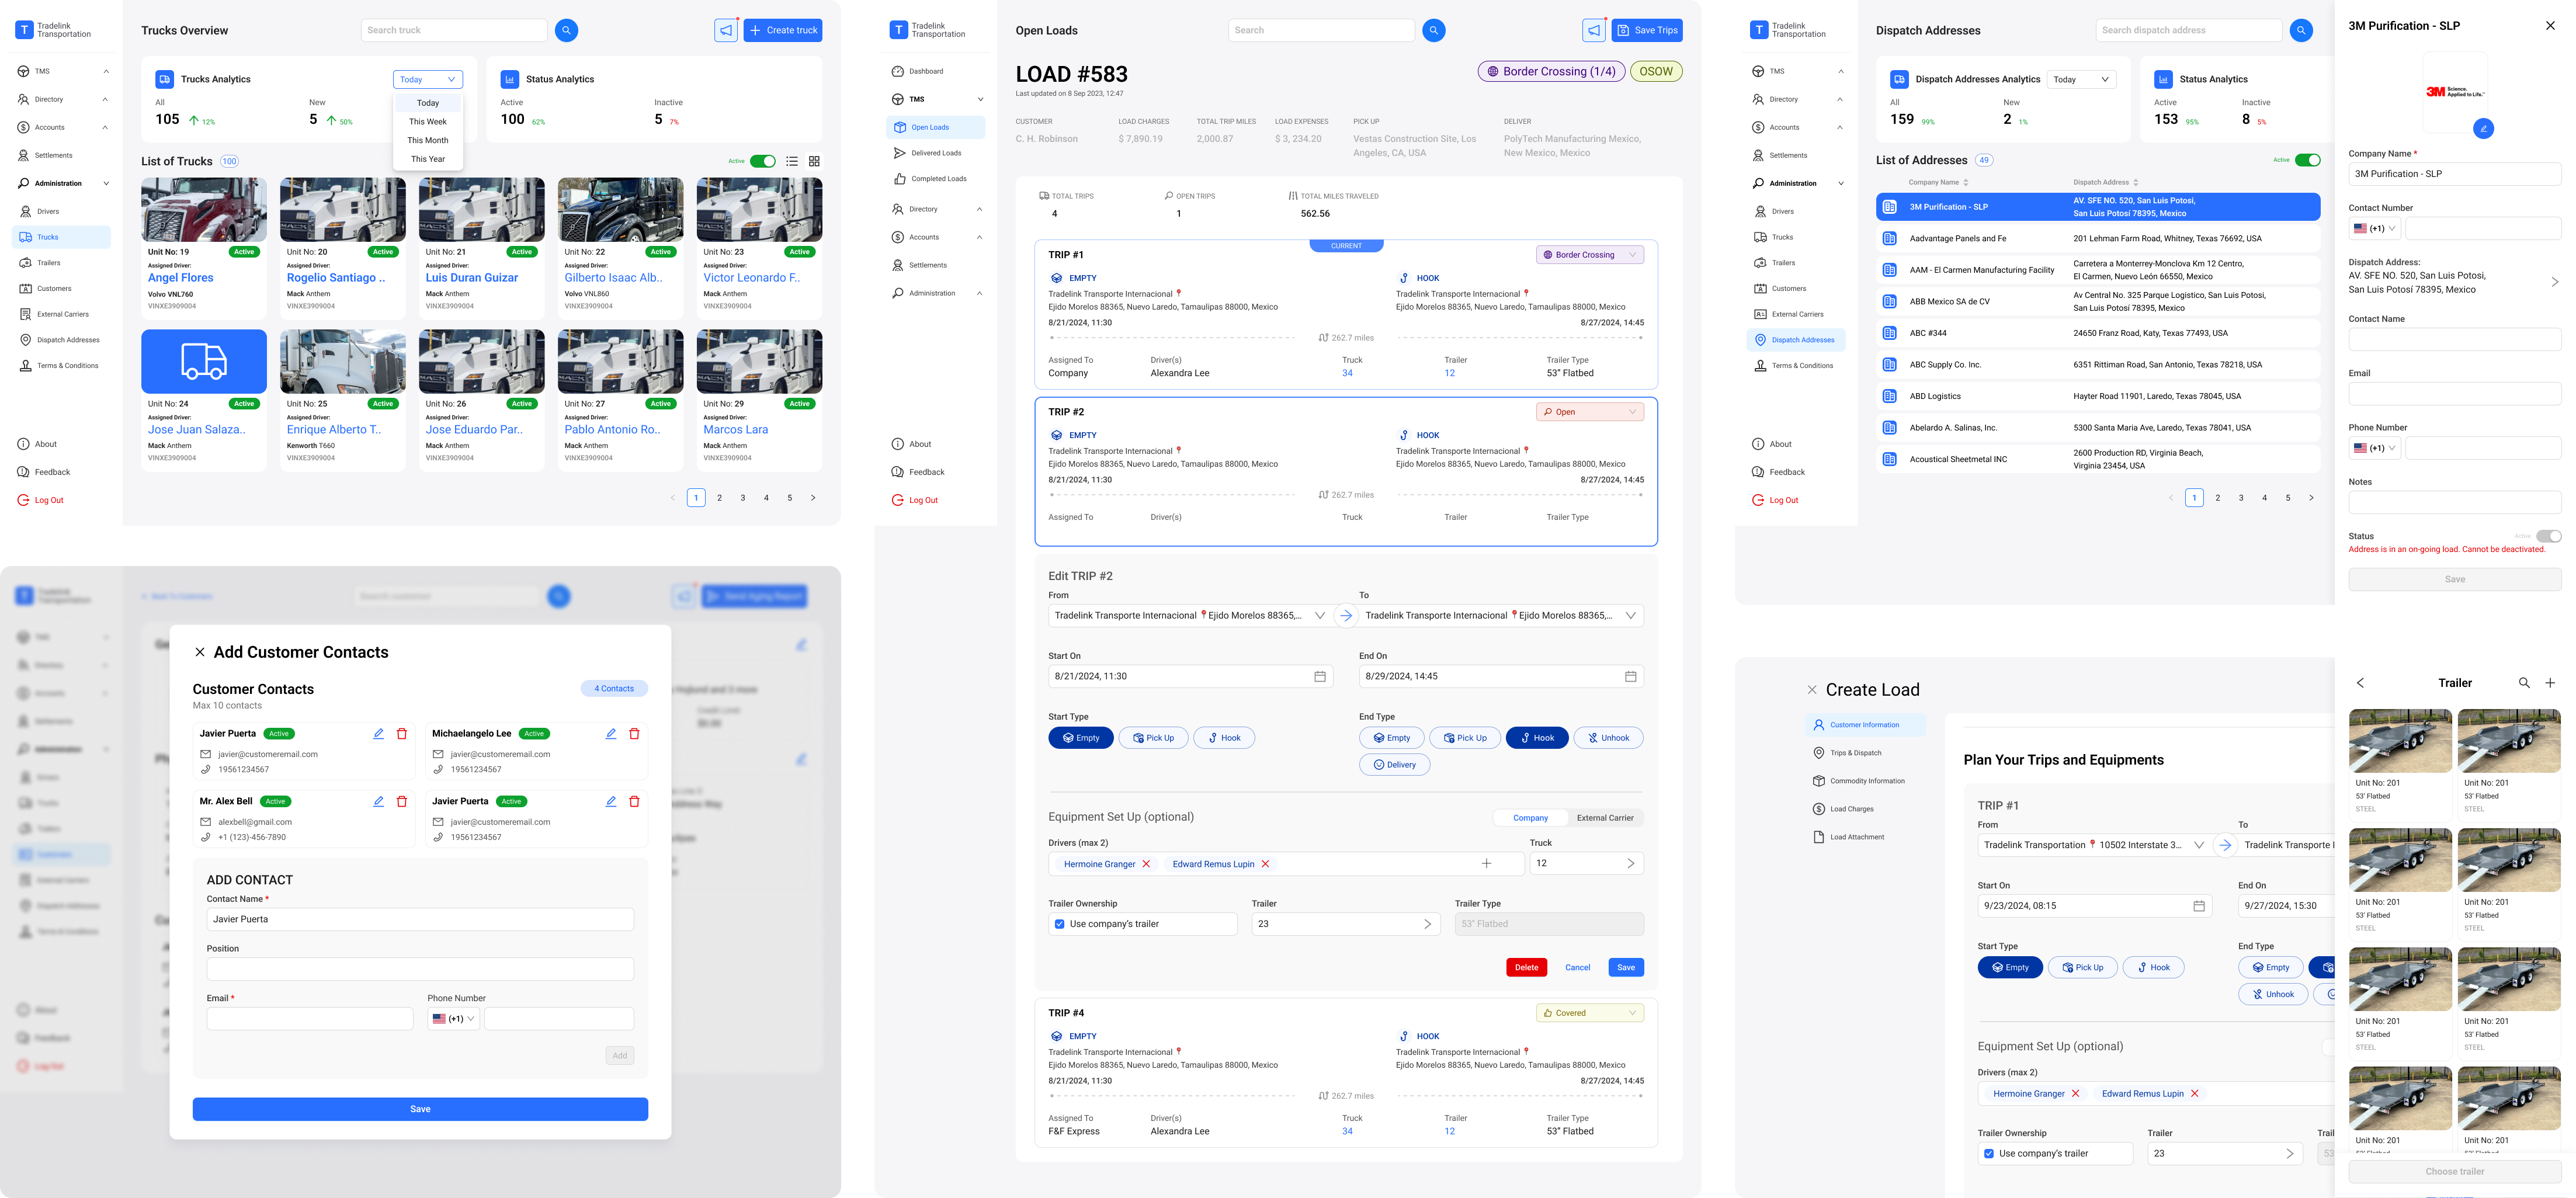 T
Tradelink
Transportation
TMS
Directory
Accounts
Settlements
Administration
Drivers
Trucks
Trailers
Customers
External Carriers
Dispatch Addresses
Terms & Conditions
About
Feedback
Log Out
Trucks Overview
Search truck
Create truck
Trucks Analytics
Today
Today
This Week
This Month
This Year
All
105 12%
New
5 50%
Status Analytics
Active
100 62%
Inactive
5 7%
List of Trucks 100
Active
Unit No: 19 Active
Assigned Driver:
Angel Flores
Volvo VNL760
VINXE3909004
Unit No: 20 Active
Assigned Driver:
Rogelio Santiago ..
Mack Anthem
VINXE3909004
Unit No: 21 Active
Assigned Driver:
Luis Duran Guizar
Mack Anthem
VINXE3909004
Unit No: 22 Active
Assigned Driver:
Gilberto Isaac Alb..
Volvo VNL860
VINXE3909004
Unit No: 23 Active
Assigned Driver:
Victor Leonardo F..
Mack Anthem
VINXE3909004
Unit No: 24 Active
Assigned Driver:
Jose Juan Salaza..
Mack Anthem
VINXE3909004
Unit No: 25 Active
Assigned Driver:
Enrique Alberto T..
Kenworth T660
VINXE3909004
Unit No: 26 Active
Assigned Driver:
Jose Eduardo Par..
Mack Anthem
VINXE3909004
Unit No: 27 Active
Assigned Driver:
Pablo Antonio Ro..
Mack Anthem
VINXE3909004
Unit No: 29 Active
Assigned Driver:
Marcos Lara
Mack Anthem
VINXE3909004
1 2 3 4 5
Add Customer Contacts
Customer Contacts
4 Contacts
Max 10 contacts
Javier Puerta Active
javier@customeremail.com
19561234567
Michaelangelo Lee Active
javier@customeremail.com
19561234567
Mr. Alex Bell Active
alexbell@gmail.com
+1 (123)-456-7890
Javier Puerta Active
javier@customeremail.com
19561234567
ADD CONTACT
Contact Name *
Javier Puerta
Position
Email *
Phone Number
(+1)
Add
Save
T
Tradelink
Transportation
Dashboard
TMS
Open Loads
Delivered Loads
Completed Loads
Directory
Accounts
Settlements
Administration
About
Feedback
Log Out
Open Loads
Search
Save Trips
LOAD #583
Last updated on 8 Sep 2023, 12:47
Border Crossing (1/4)
OSOW
CUSTOMER
C. H. Robinson
LOAD CHARGES
$ 7,890.19
TOTAL TRIP MILES
2,000.87
LOAD EXPENSES
$ 3,234.20
PICK UP
Vestas Construction Site, Los
Angeles, CA, USA
DELIVER
PolyTech Manufacturing Mexico,
New Mexico, Mexico
TOTAL TRIPS
4
OPEN TRIPS
1
TOTAL MILES TRAVELED
562.56
CURRENT
TRIP #1
Border Crossing
EMPTY
Tradelink Transporte Internacional
Ejido Morelos 88365, Nuevo Laredo, Tamaulipas 88000, Mexico
8/21/2024, 11:30
HOOK
Tradelink Transporte Internacional
Ejido Morelos 88365, Nuevo Laredo, Tamaulipas 88000, Mexico
8/27/2024, 14:45
262.7 miles
Assigned To Driver(s) Truck Trailer Trailer Type
Company Alexandra Lee 34 12 53” Flatbed
TRIP #2
Open
EMPTY
Tradelink Transporte Internacional
Ejido Morelos 88365, Nuevo Laredo, Tamaulipas 88000, Mexico
8/21/2024, 11:30
HOOK
Tradelink Transporte Internacional
Ejido Morelos 88365, Nuevo Laredo, Tamaulipas 88000, Mexico
8/27/2024, 14:45
262.7 miles
Assigned To Driver(s) Truck Trailer Trailer Type
Edit TRIP #2
From
Tradelink Transporte Internacional Ejido Morelos 88365,...
To
Tradelink Transporte Internacional Ejido Morelos 88365,...
Start On
8/21/2024, 11:30
End On
8/29/2024, 14:45
Start Type
Empty Pick Up Hook
End Type
Empty Pick Up Hook Unhook
Delivery
Equipment Set Up (optional)
Company External Carrier
Drivers (max 2)
Hermoine Granger Edward Remus Lupin
Truck
12
Trailer Ownership
Use company's trailer
Trailer
23
Trailer Type
53” Flatbed
Delete Cancel Save
TRIP #4
Covered
EMPTY
Tradelink Transporte Internacional
Ejido Morelos 88365, Nuevo Laredo, Tamaulipas 88000, Mexico
8/21/2024, 11:30
HOOK
Tradelink Transporte Internacional
Ejido Morelos 88365, Nuevo Laredo, Tamaulipas 88000, Mexico
8/27/2024, 14:45
262.7 miles
Assigned To Driver(s) Truck Trailer Trailer Type
F&F Express Alexandra Lee 34 12 53” Flatbed
T
Tradelink
Transportation
TMS
Directory
Accounts
Settlements
Administration
Drivers
Trucks
Trailers
Customers
External Carriers
Dispatch Addresses
Terms & Conditions
About
Feedback
Log Out
Dispatch Addresses
Search dispatch address
Dispatch Addresses Analytics
Today
All
159 99%
New
2 1%
Status Analytics
Active
153 95%
Inactive
8 5%
List of Addresses 49
Active
Company Name Dispatch Address
3M Purification - SLP
AV. SFE NO. 520, San Luis Potosi,
San Luis Potosí 78395, Mexico
Aadvantage Panels and Fe
201 Lehman Farm Road, Whitney, Texas 76692, USA
AAM - El Carmen Manufacturing Facility
Carretera a Monterrey-Monclova Km 12 Centro,
El Carmen, Nuevo León 66550, Mexico
ABB Mexico SA de CV
Av Central No. 325 Parque Logistico, San Luis Potosi,
San Luis Potosí 78395, Mexico
ABC #344
24650 Franz Road, Katy, Texas 77493, USA
ABC Supply Co. Inc.
6351 Rittiman Road, San Antonio, Texas 78218, USA
ABD Logistics
Hayter Road 11901, Laredo, Texas 78045, USA
Abelardo A. Salinas, Inc.
5300 Santa Maria Ave, Laredo, Texas 78041, USA
Acoustical Sheetmetal INC
2600 Production RD, Virginia Beach,
Virginia 23454, USA
1 2 3 4 5
3M Purification - SLP
3M Science.
Applied to Life.™
Company Name *
3M Purification - SLP
Contact Number
(+1)
Dispatch Address:
AV. SFE NO. 520, San Luis Potosi,
San Luis Potosí 78395, Mexico
Contact Name
Email
Phone Number
(+1)
Notes
Status
Active
Address is in an on-going load. Cannot be deactivated.
Save
Create Load
Customer Information
Trips & Dispatch
Commodity Information
Load Charges
Load Attachment
Plan Your Trips and Equipments
TRIP #1
From
Tradelink Transportation 10502 Interstate 3...
To
Tradelink Transporte I
Start On
9/23/2024, 08:15
End On
9/27/2024, 15:30
Start Type
Empty Pick Up Hook
End Type
Empty
Unhook
Equipment Set Up (optional)
Drivers (max 2)
Hermoine Granger Edward Remus Lupin
Trailer Ownership
Use company's trailer
Trailer
23
Trail
53
Trailer
Unit No: 201
53' Flatbed
STEEL
Unit No: 201
53' Flatbed
STEEL
Unit No: 201
53' Flatbed
STEEL
Unit No: 201
53' Flatbed
STEEL
Unit No: 201
53' Flatbed
STEEL
Unit No: 201
53' Flatbed
STEEL
Unit No: 201
Unit No: 201
Choose trailer